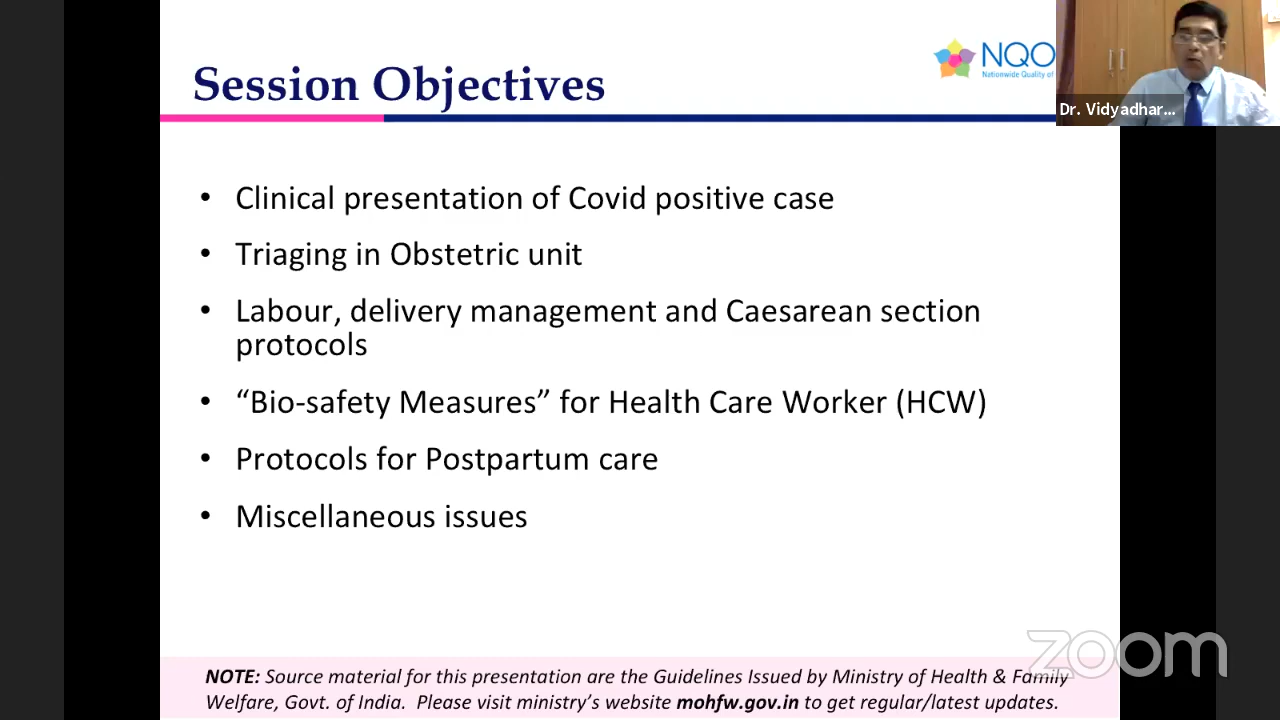 Session Objectives
NQO
Nationwide Quality of
Dr. Vidyadhar...
• Clinical presentation of Covid positive case
• Triaging in Obstetric unit
• Labour, delivery management and Caesarean section
protocols
• “Bio-safety Measures” for Health Care Worker (HCW)
• Protocols for Postpartum care
• Miscellaneous issues
zoom
NOTE: Source material for this presentation are the Guidelines Issued by Ministry of Health & Family
Welfare, Govt. of India. Please visit ministry’s website mohfw.gov.in to get regular/latest updates.